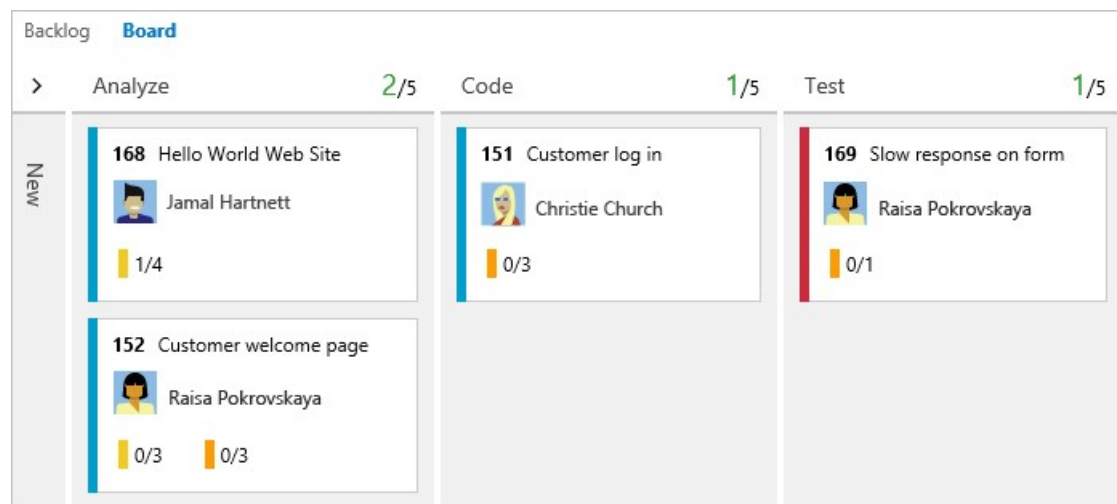 Backlog Board
> Analyze 2/5 Code 1/5 Test 1/5
New
168 Hello World Web Site
Jamal Hartnett
1/4
152 Customer welcome page
Raisa Pokrovskaya
0/3 0/3
151 Customer log in
Christie Church
0/3
169 Slow response on form
Raisa Pokrovskaya
0/1